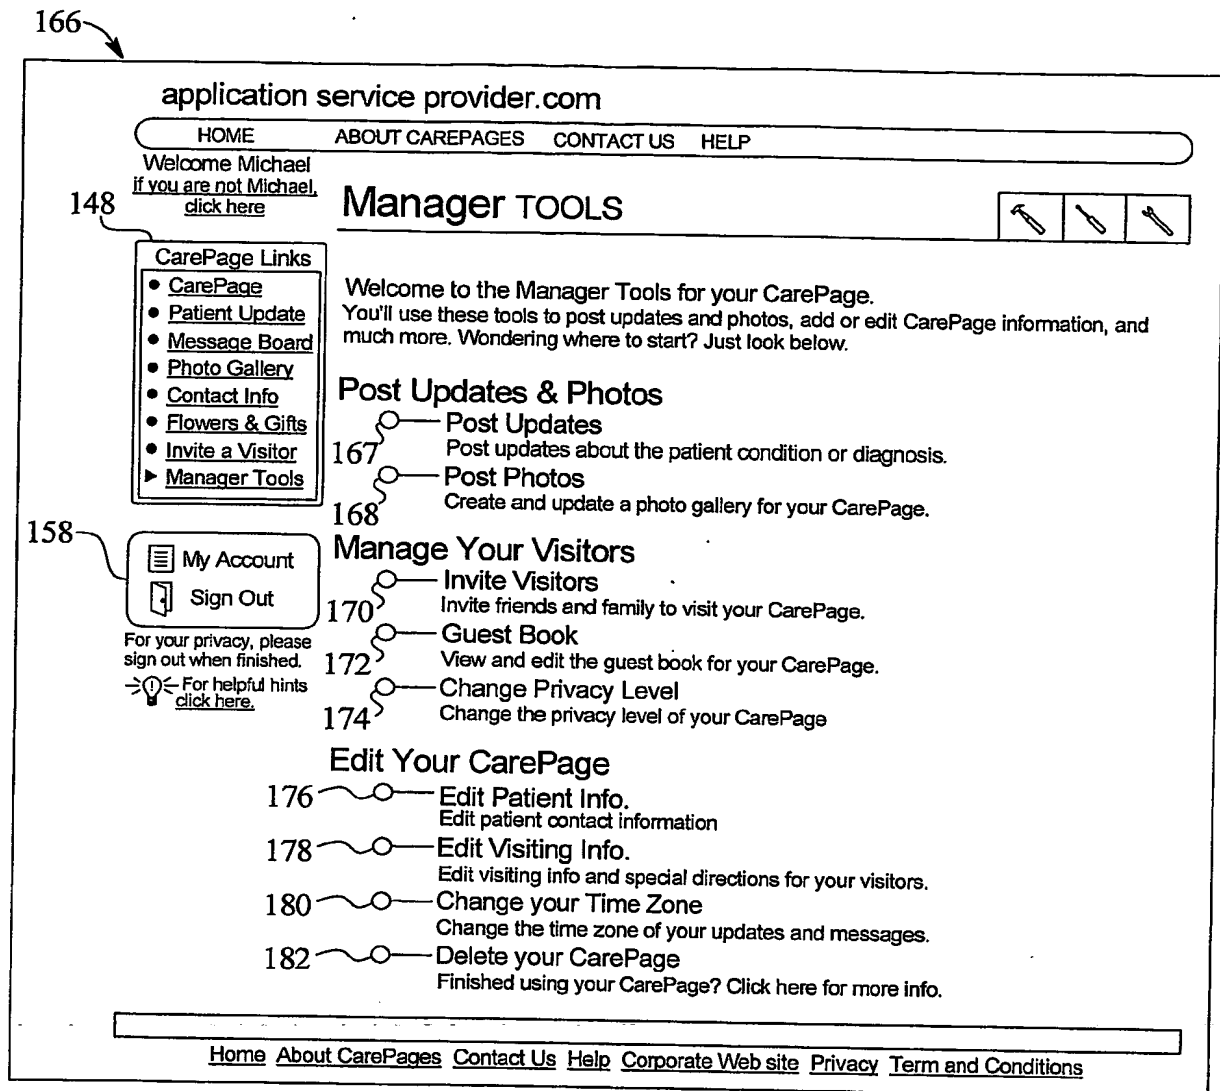 166
application service provider.com
HOME ABOUT CAREPAGES CONTACT US HELP
Welcome Michael
if you are not Michael,
click here
148
Manager TOOLS
CarePage Links
CarePage
Patient Update
Message Board
Photo Gallery
Contact Info
Flowers & Gifts
Invite a Visitor
Manager Tools
158
My Account
Sign Out
For your privacy, please
sign out when finished.
For helpful hints
click here.
Welcome to the Manager Tools for your CarePage.
You'll use these tools to post updates and photos, add or edit CarePage information, and
much more. Wondering where to start? Just look below.
Post Updates & Photos
167 Post Updates
Post updates about the patient condition or diagnosis.
168 Post Photos
Create and update a photo gallery for your CarePage.
Manage Your Visitors
170 Invite Visitors
Invite friends and family to visit your CarePage.
172 Guest Book
View and edit the guest book for your CarePage.
174 Change Privacy Level
Change the privacy level of your CarePage
Edit Your CarePage
176 Edit Patient Info.
Edit patient contact information
178 Edit Visiting Info.
Edit visiting info and special directions for your visitors.
180 Change your Time Zone
Change the time zone of your updates and messages.
182 Delete your CarePage
Finished using your CarePage? Click here for more info.
Home About CarePages Contact Us Help Corporate Web site Privacy Term and Conditions